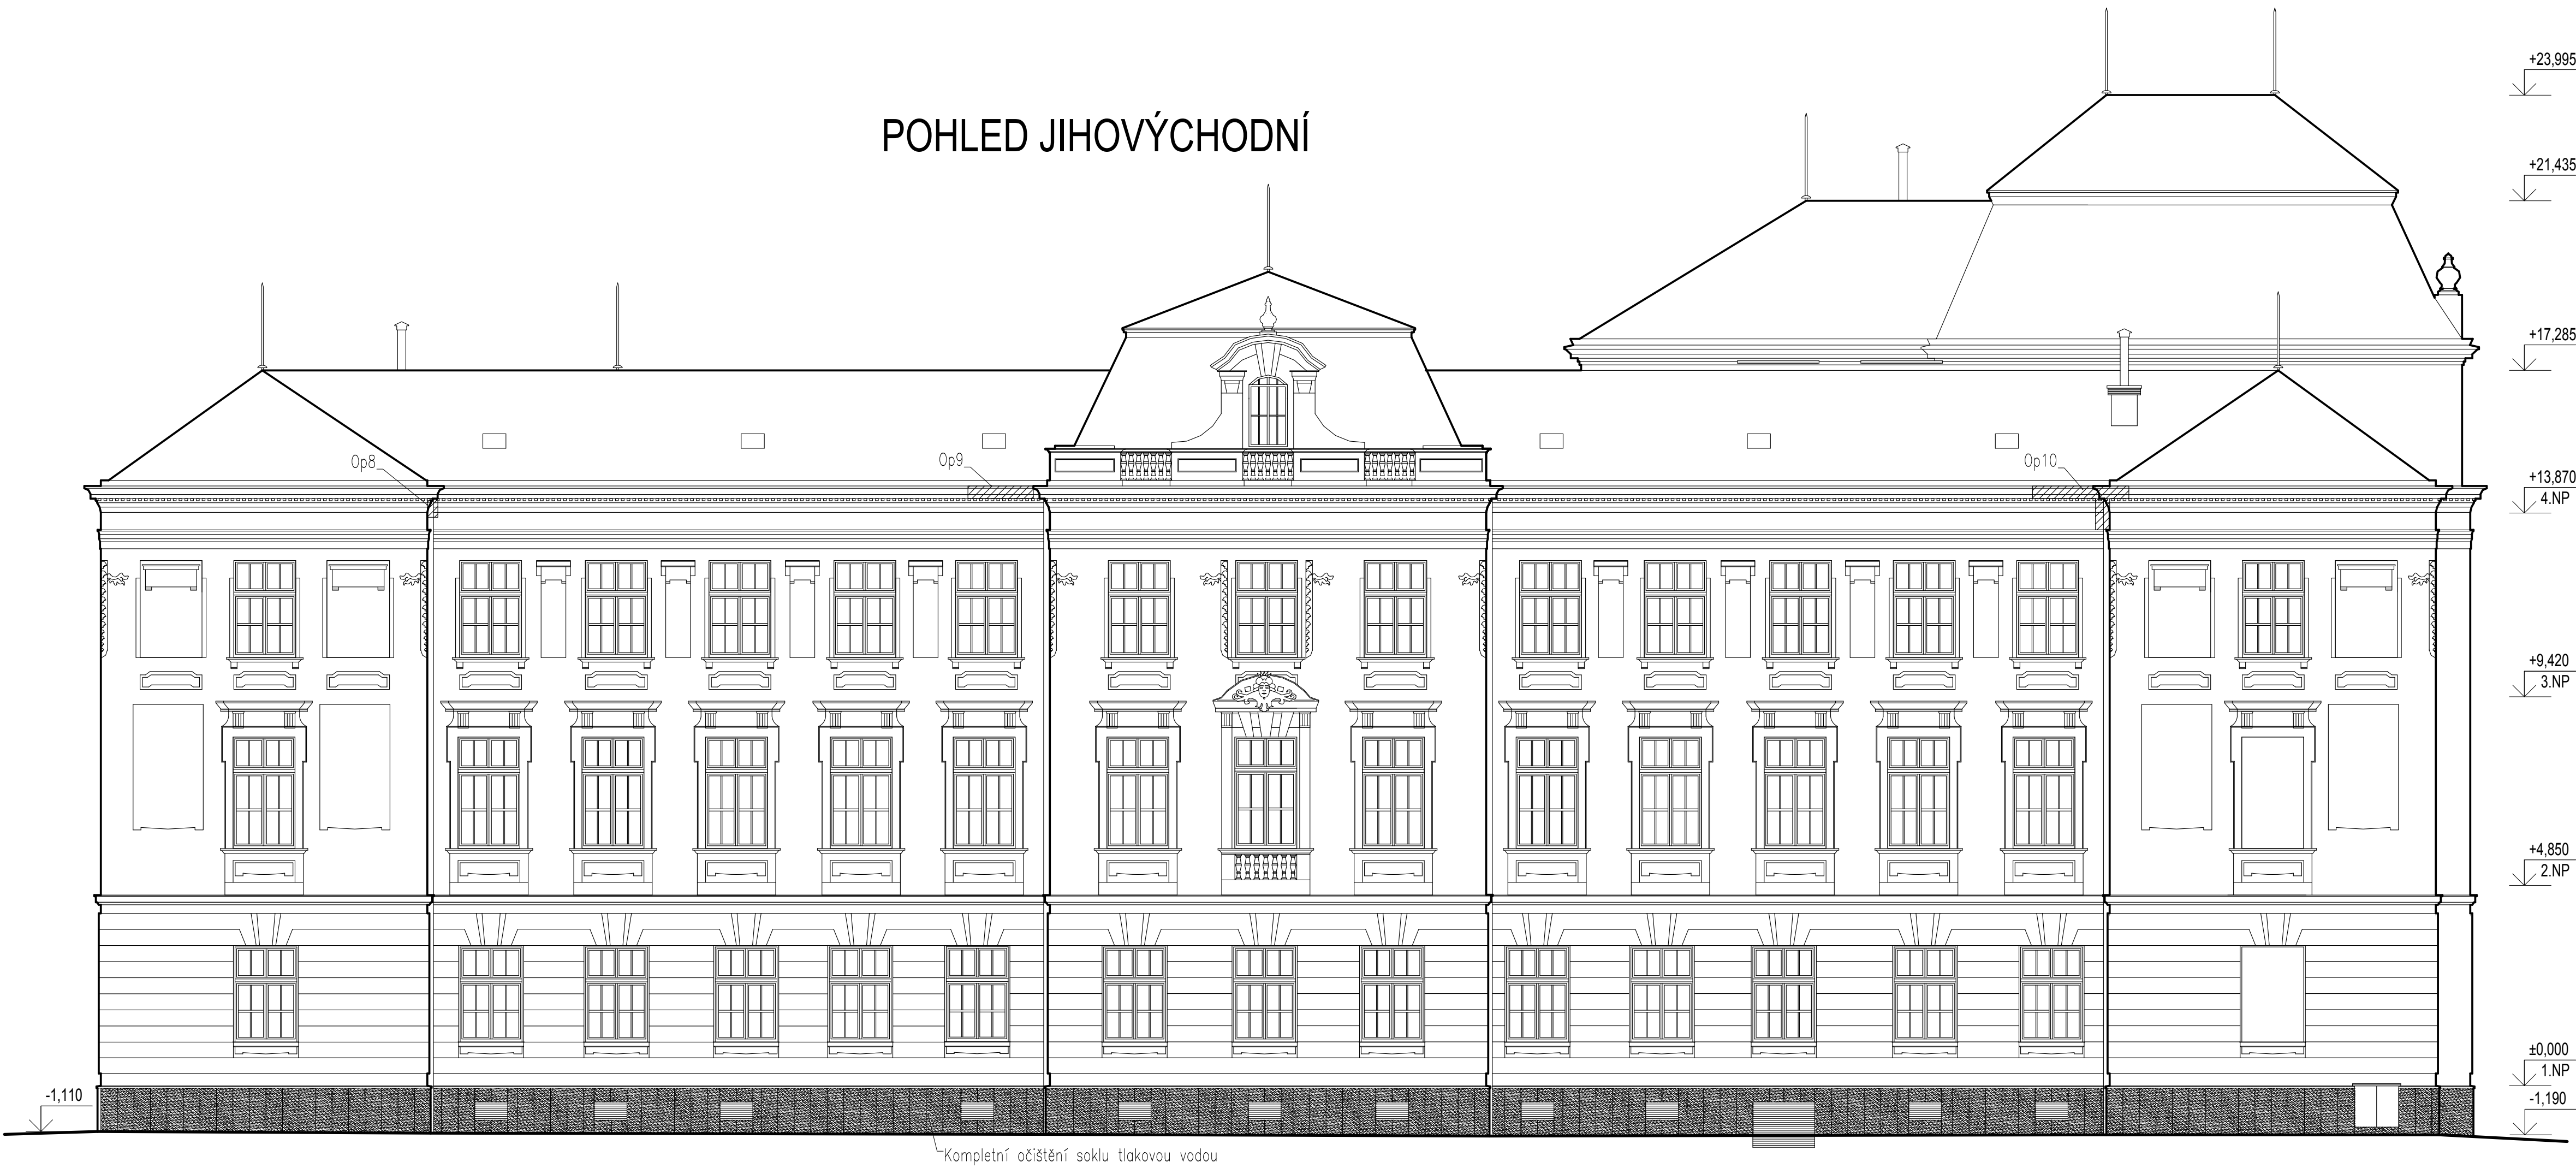 POHLED JIHOVÝCHODNÍ
+23,995
+21,435
+17,285
Op8
Op9
Op10
+13,870
4.NP
+9,420
3.NP
+4,850
2.NP
±0,000
1.NP
-1,110
-1,190
Kompletní očištění soklu tlakovou vodou